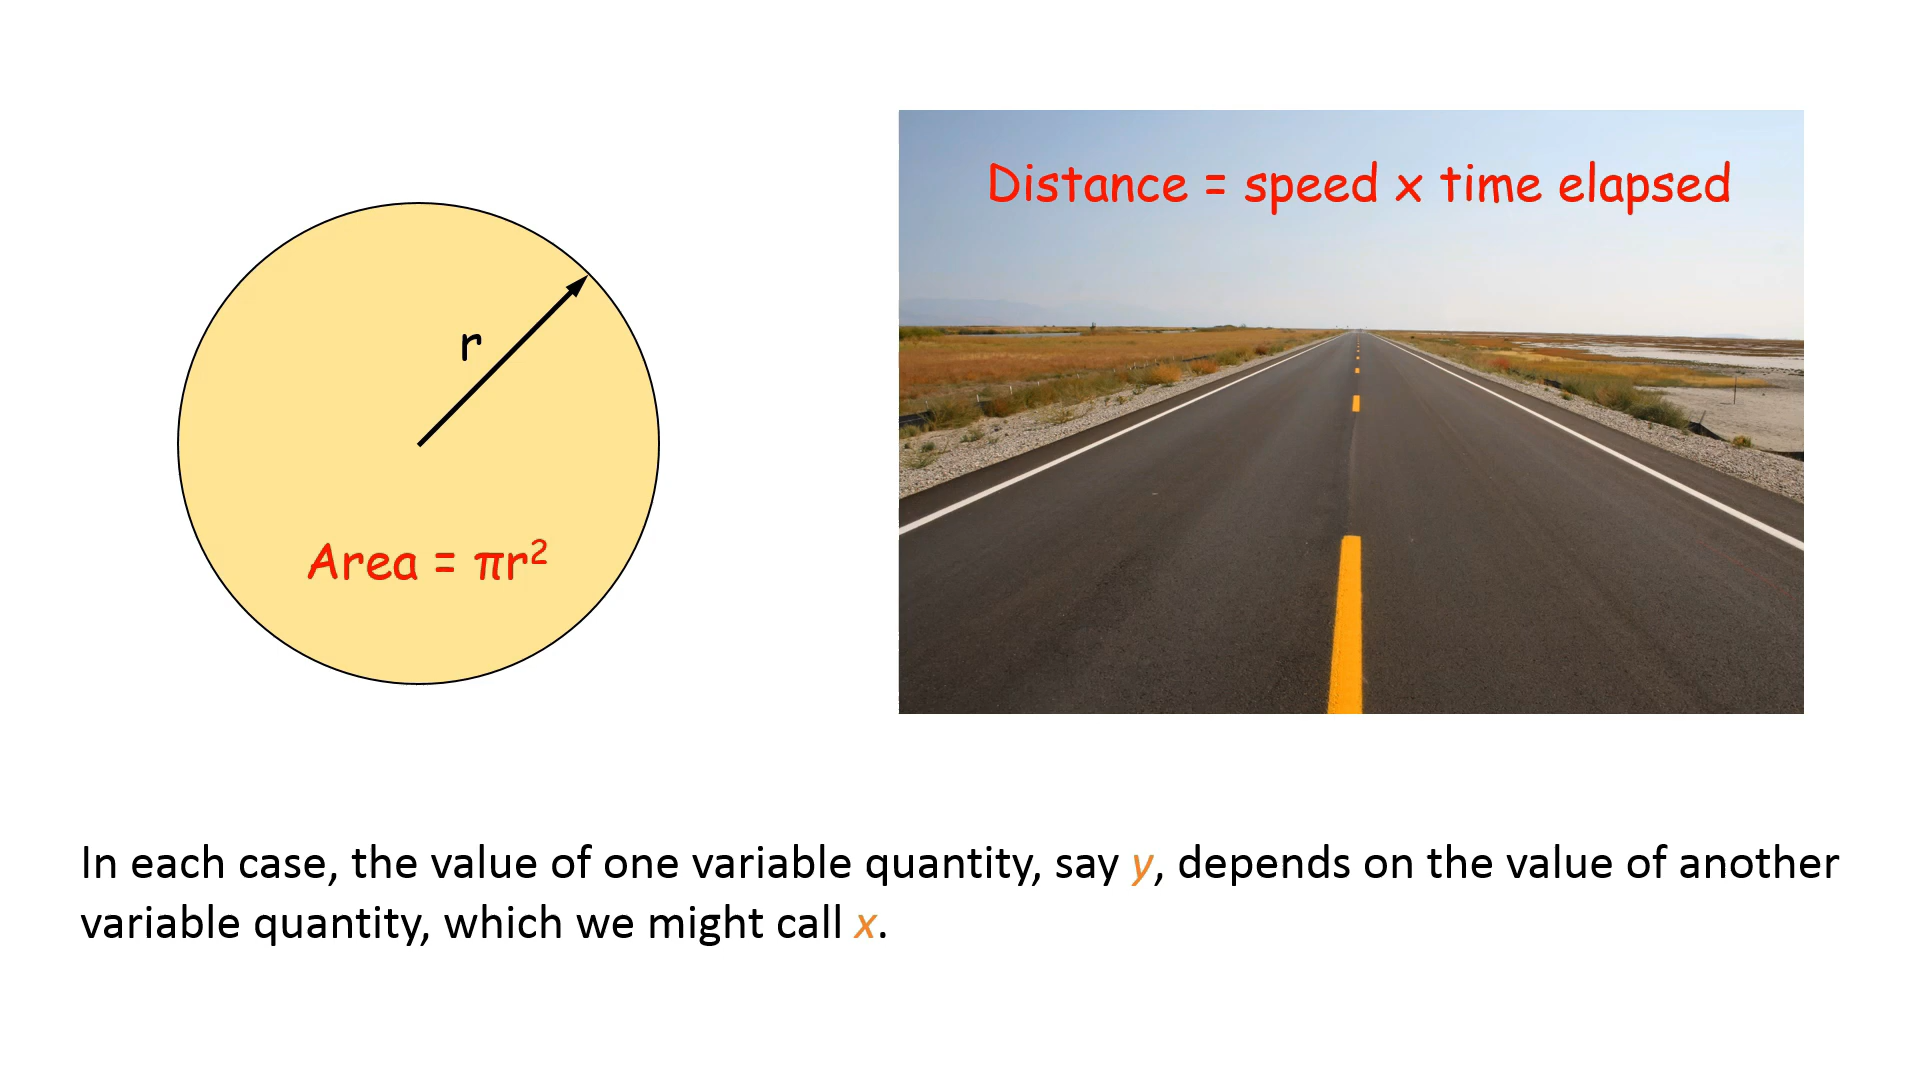 Distance = speed x time elapsed
r
Area = πr²
In each case, the value of one variable quantity, say y, depends on the value of another
variable quantity, which we might call x.